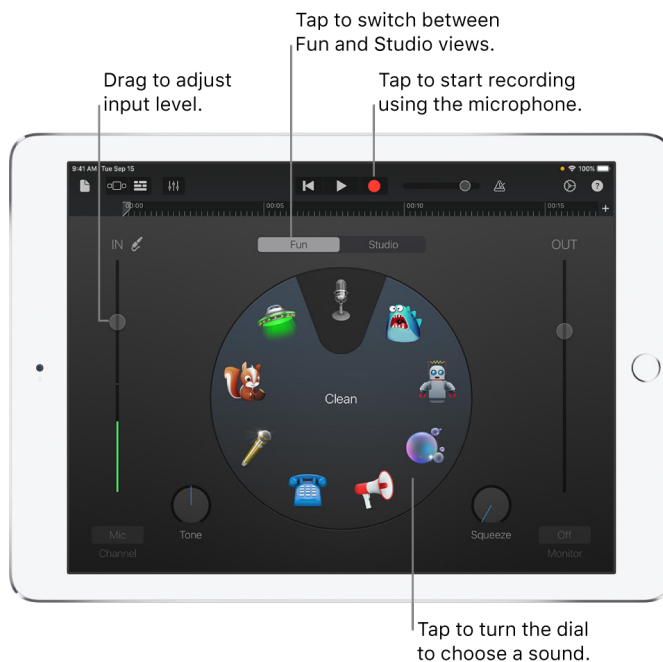 Tap to switch between
Fun and Studio views.
Drag to adjust
input level.
Tap to start recording
using the microphone.
9:41 AM Tue Sep 15
100%
00:00 00:05 00:10 00:15 +
IN Fun Studio OUT
Clean
Mic
Channel
Tone
Squeeze
Off
Monitor
Tap to turn the dial
to choose a sound.